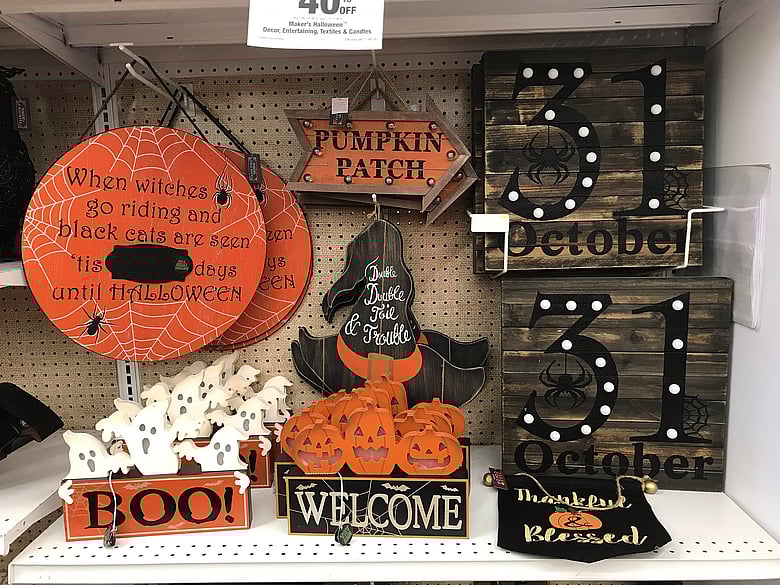 40% OFF
Maker's Halloween™
Decor, Entertaining, Textiles & Candles
When witches
go riding and
black cats are seen
'tis days
until HALLOWEEN
PUMPKIN
PATCH
31
October
Double
Double
Toil
& Trouble
31
October
BOO!
WELCOME
Thankful
&
Blessed